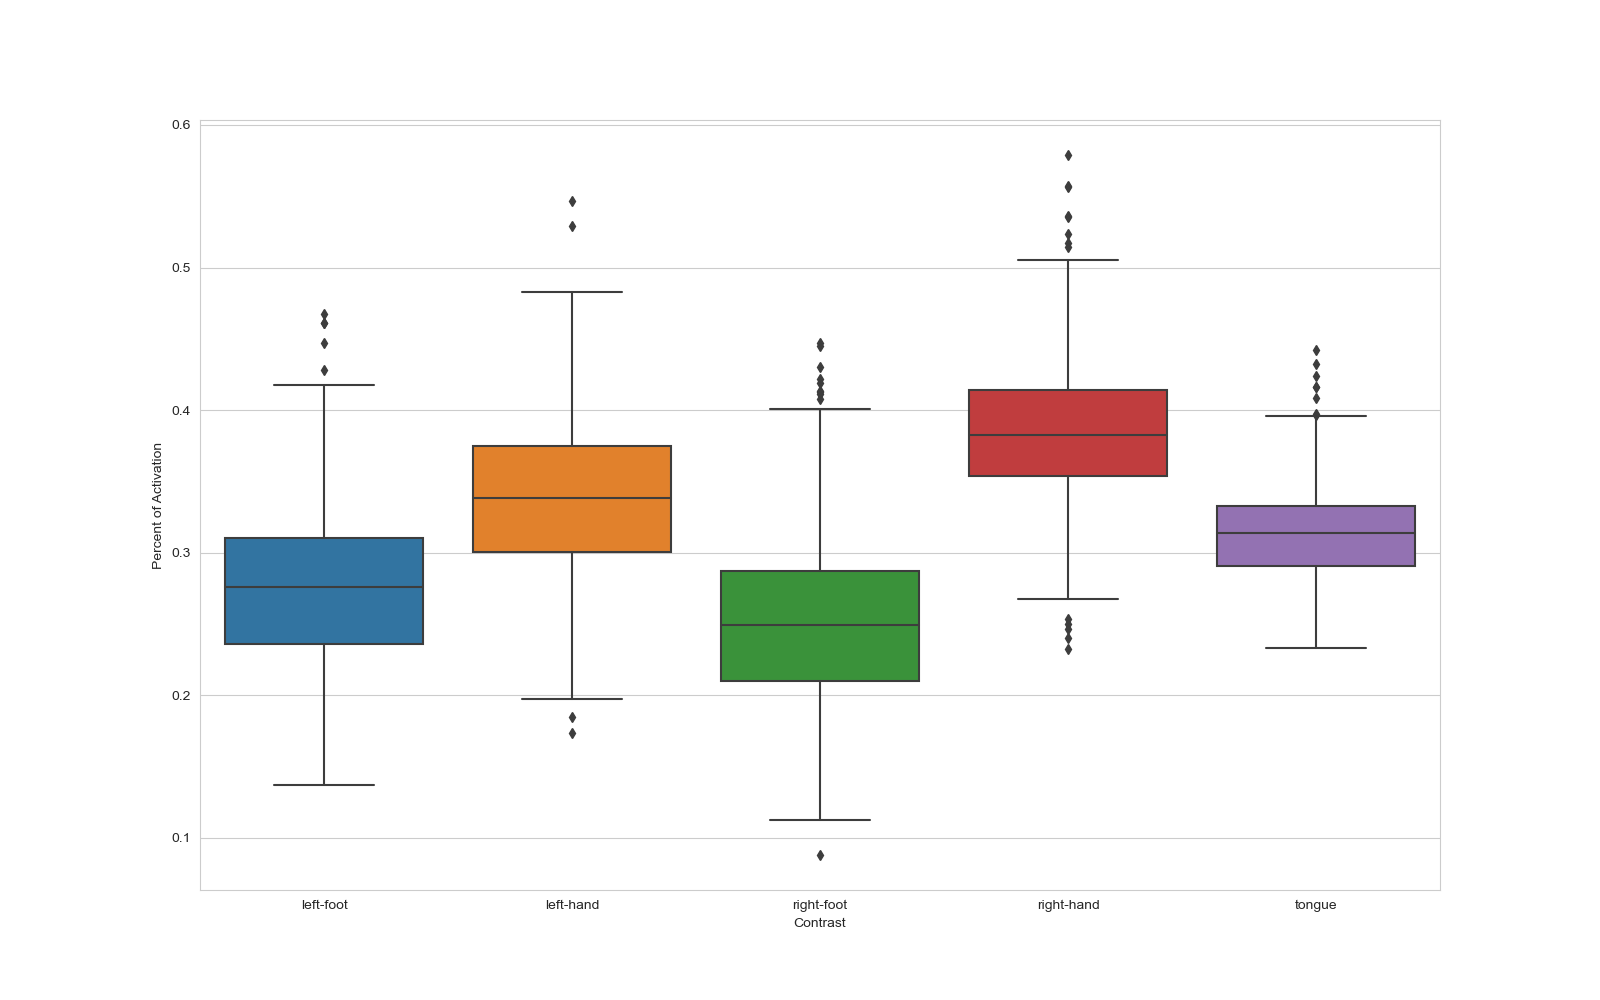 0.6
0.5
0.4
0.3
0.2
0.1
Percent of Activation
left-foot
left-hand
right-foot
right-hand
tongue
Contrast